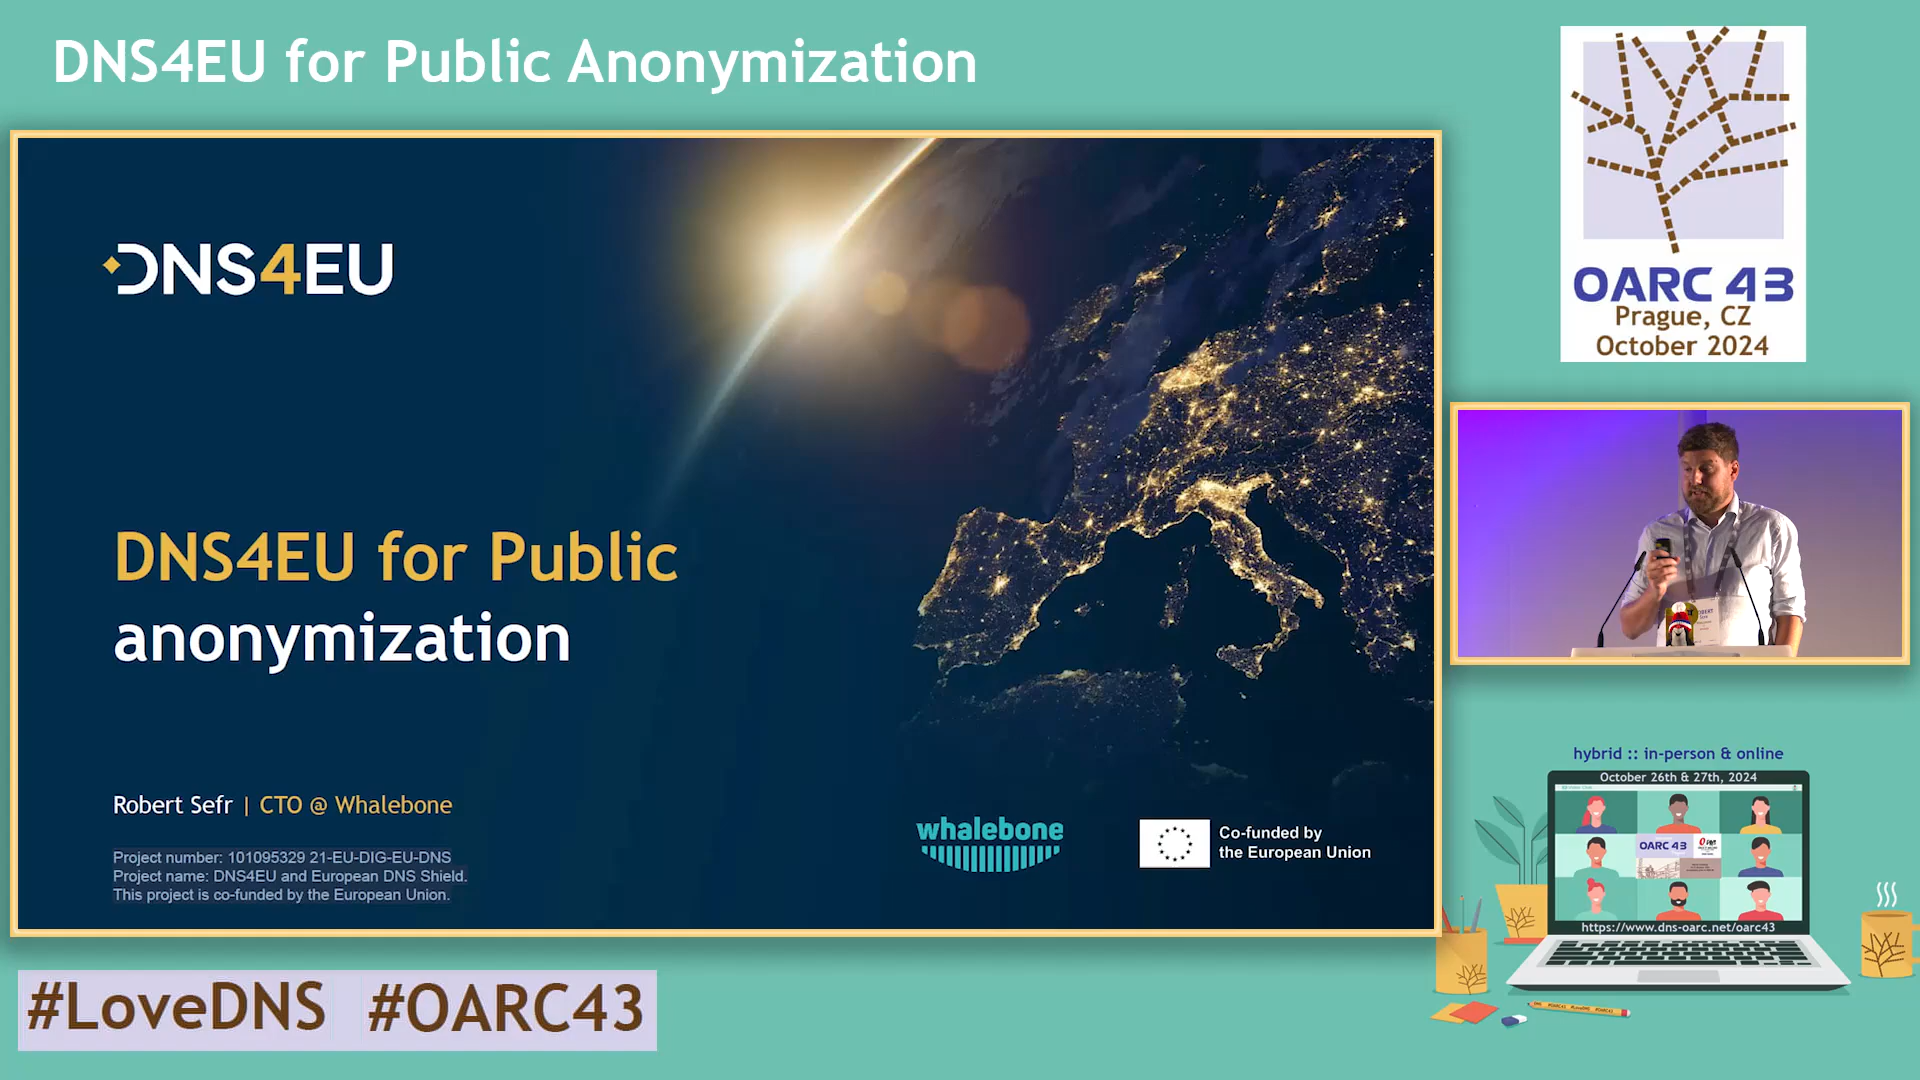 DNS4EU for Public Anonymization
DNS4EU
DNS4EU for Public
anonymization
Robert Sefr | CTO @ Whalebone
Project number: 101095329 21-EU-DIG-EU-DNS
Project name: DNS4EU and European DNS Shield.
This project is co-funded by the European Union.
whalebone
Co-funded by
the European Union
OARC 43
Prague, CZ
October 2024
hybrid :: in-person & online
October 26th & 27th, 2024
OARC 43
https://www.dns-oarc.net/oarc43
#LoveDNS #OARC43